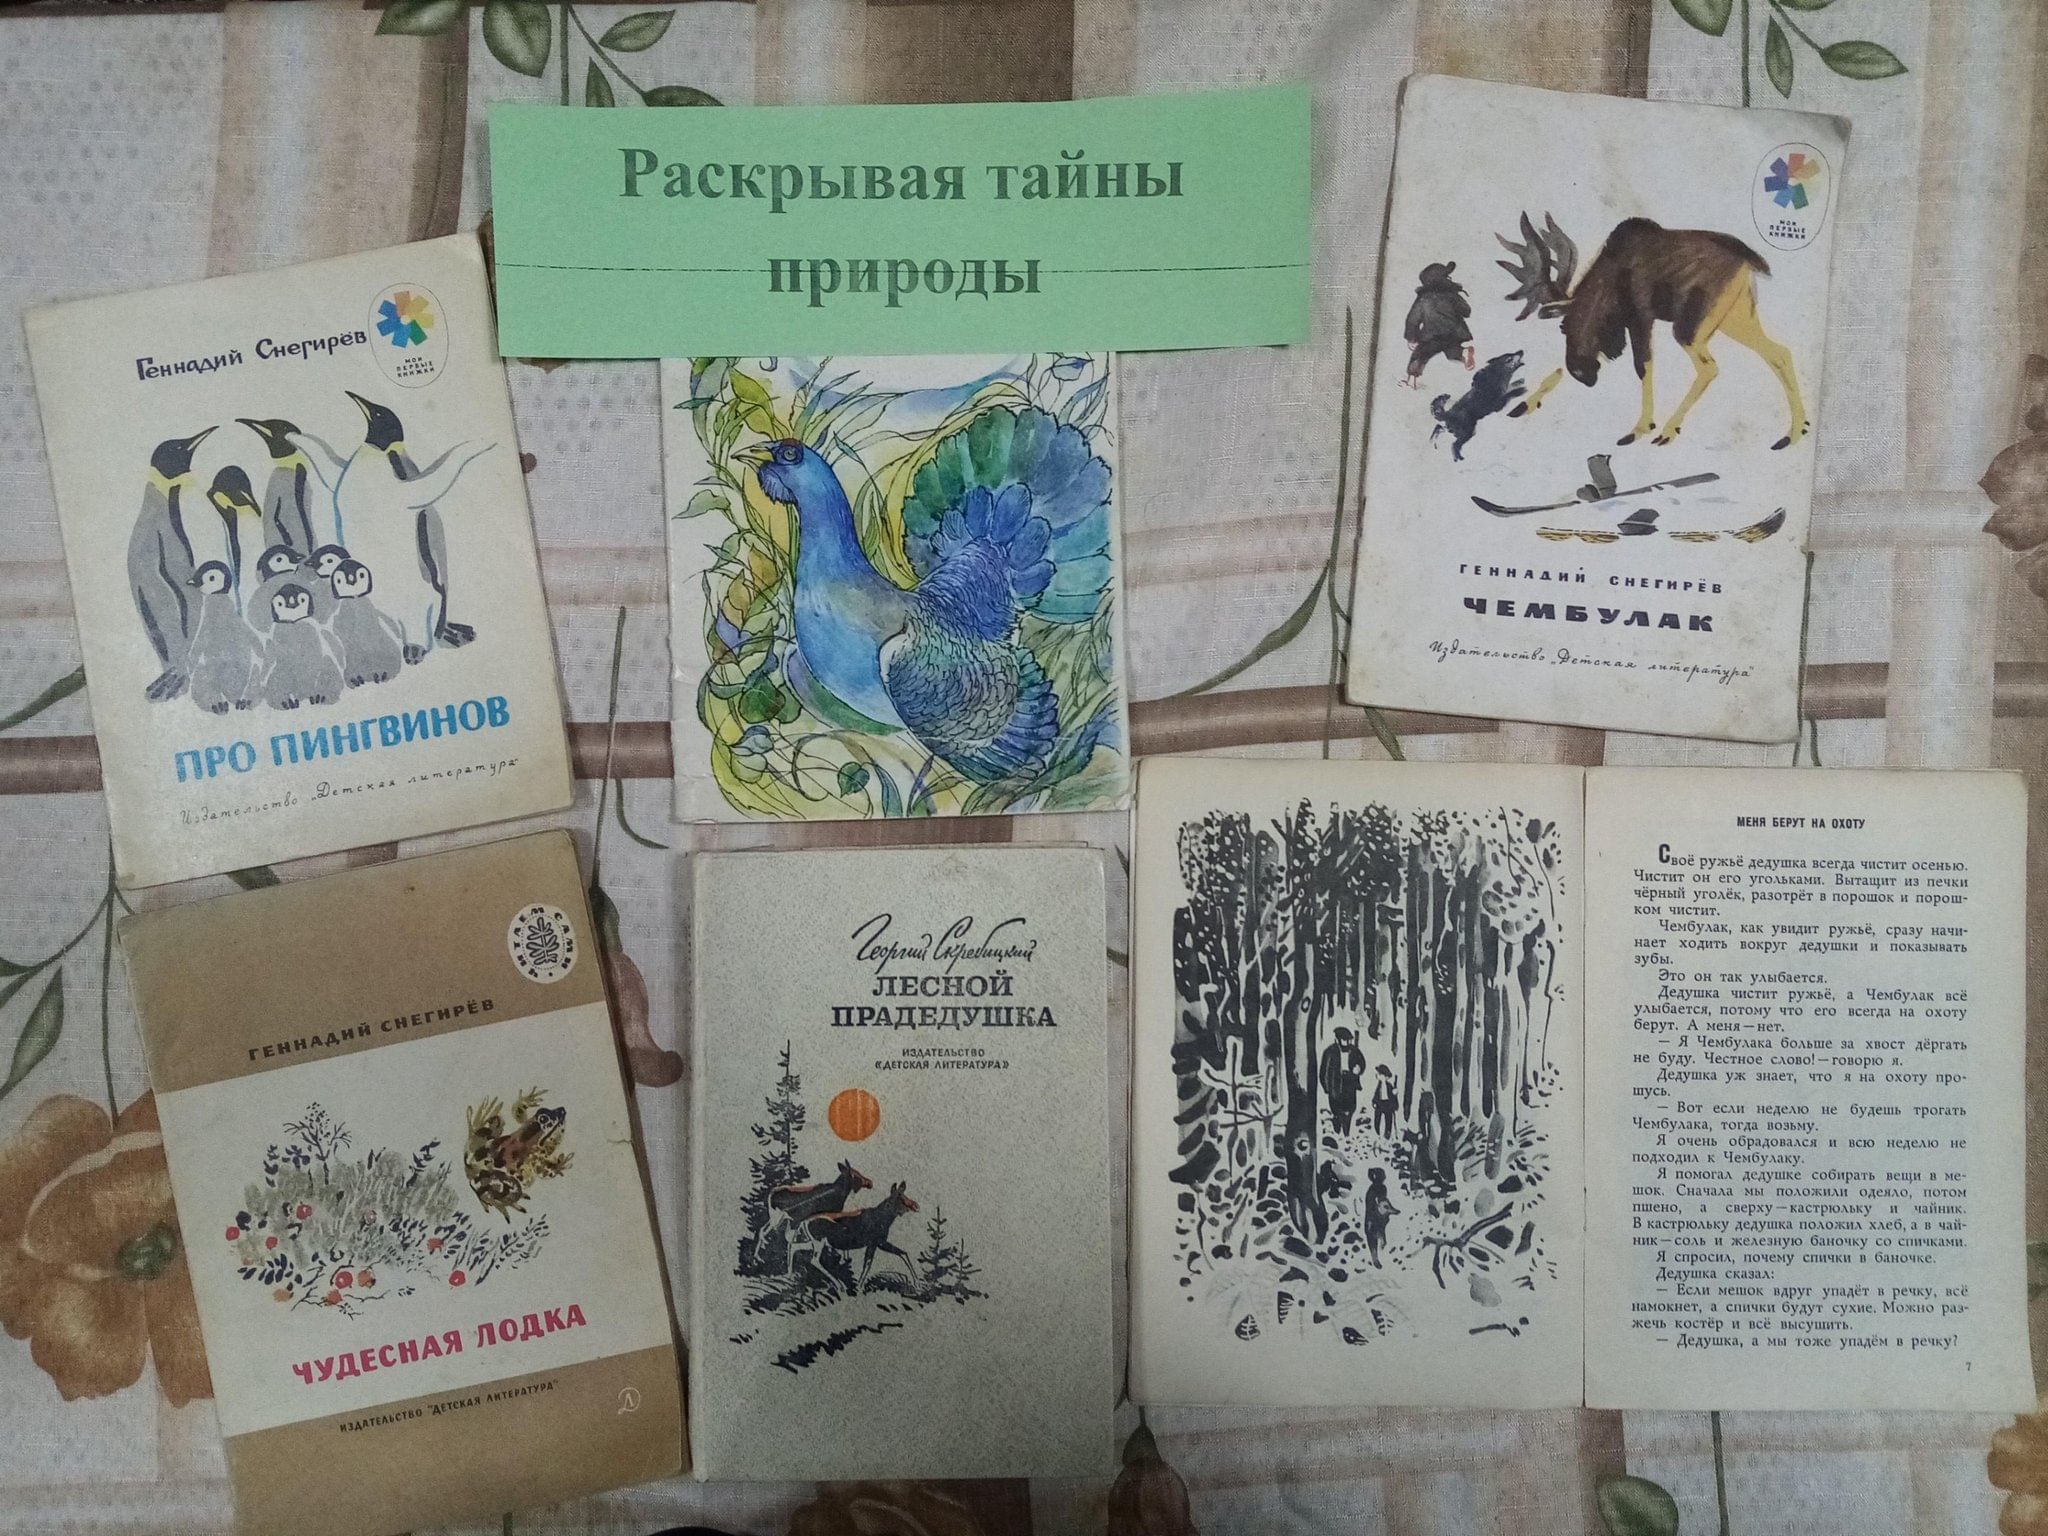 Раскрывая тайны
природы
Геннадий Снегирёв
МОИ
ПЕРВЫЕ
КНИЖКИ
ПРО ПИНГВИНОВ
Издательство „Детская литература"
МОИ
ПЕРВЫЕ
КНИЖКИ
ГЕННАДИЙ СНЕГИРЁВ
ЧЕМБУЛАК
Издательство „Детская литература"
ЧИТАЕМ САМИ
ГЕННАДИЙ СНЕГИРЁВ
ЧУДЕСНАЯ ЛОДКА
ИЗДАТЕЛЬСТВО "ДЕТСКАЯ ЛИТЕРАТУРА"
Георгий Скребицкий
ЛЕСНОЙ
ПРАДЕДУШКА
ИЗДАТЕЛЬСТВО
«ДЕТСКАЯ ЛИТЕРАТУРА»
МЕНЯ БЕРУТ НА ОХОТУ
Своё ружьё дедушка всегда чистит осенью.
Чистит он его угольками. Вытащит из печки
чёрный уголёк, разотрёт в порошок и порош-
ком чистит.
Чембулак, как увидит ружьё, сразу начи-
нает ходить вокруг дедушки и показывать
зубы.
Это он так улыбается.
Дедушка чистит ружьё, а Чембулак всё
улыбается, потому что его всегда на охоту
берут. А меня — нет.
— Я Чембулака больше за хвост дёргать
не буду. Честное слово! — говорю я.
Дедушка уж знает, что я на охоту про-
шусь.
— Вот если неделю не будешь трогать
Чембулака, тогда возьму.
Я очень обрадовался и всю неделю не
подходил к Чембулаку.
Я помогал дедушке собирать вещи в ме-
шок. Сначала мы положили одеяло, потом
пшено, а сверху — кастрюльку и чайник.
В кастрюльку дедушка положил хлеб, а в чай-
ник — соль и железную баночку со спичками.
Я спросил, почему спички в баночке.
Дедушка сказал:
— Если мешок вдруг упадёт в речку, всё
намокнет, а спички будут сухие. Можно раз-
жечь костёр и всё высушить.
— Дедушка, а мы тоже упадём в речку?
7